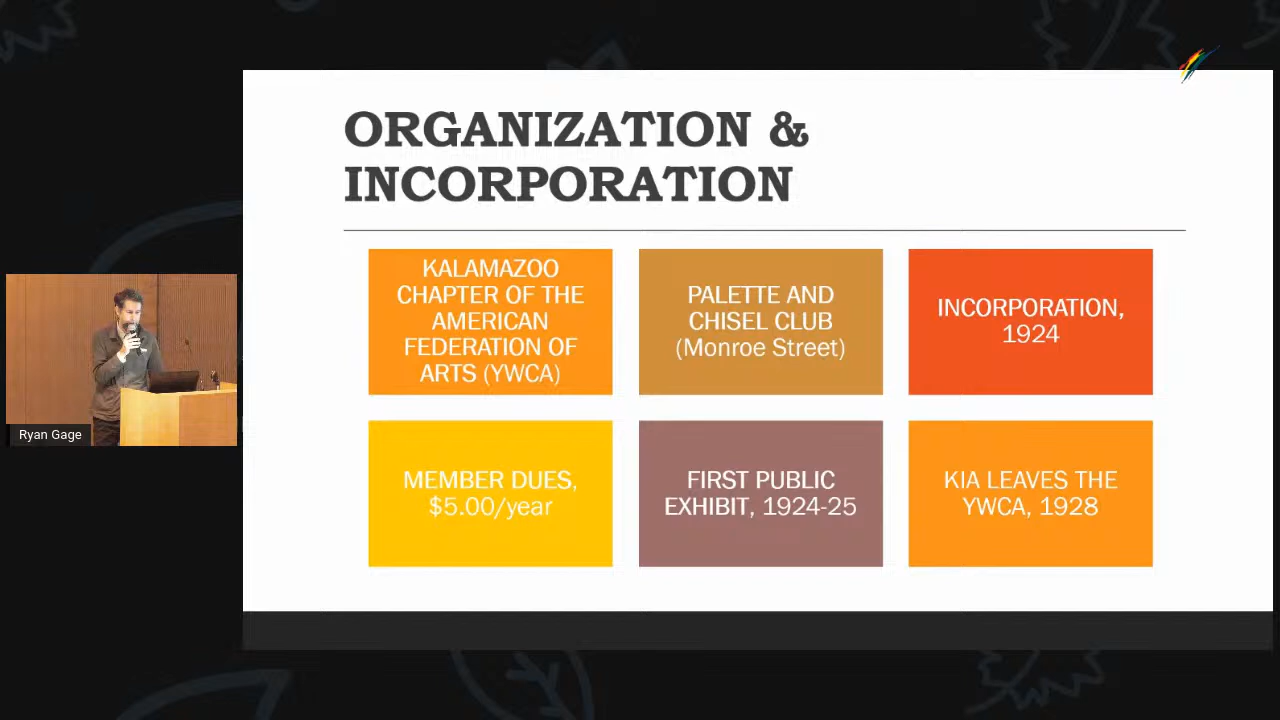 ORGANIZATION &
INCORPORATION
KALAMAZOO
CHAPTER OF THE
AMERICAN
FEDERATION OF
ARTS (YWCA)
PALETTE AND
CHISEL CLUB
(Monroe Street)
INCORPORATION,
1924
MEMBER DUES,
$5.00/year
FIRST PUBLIC
EXHIBIT, 1924-25
KIA LEAVES THE
YWCA, 1928
Ryan Gage